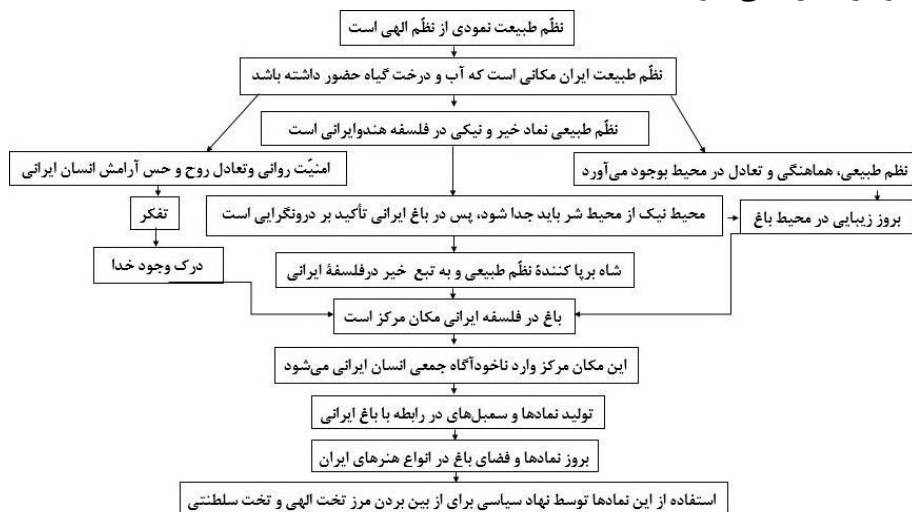 نظّم طبیعت نمودی از نظّم الهی است
نظّم طبیعت ایران مکانی است که آب و درخت گیاه حضور داشته باشد
نظّم طبیعی نماد خیر و نیکی در فلسفه هندوایرانی است
نظم طبیعی، هماهنگی و تعادل در محیط بوجود می‌آورد
امنیّت روانی وتعادل روح و حس آرامش انسان ایرانی
بروز زیبایی در محیط باغ
محیط نیک از محیط شر باید جدا شود، پس در باغ ایرانی تأکید بر درونگرایی است
تفکر
شاه برپا کنندهٔ نظّم طبیعی و به تبع خیر درفلسفهٔ ایرانی
درک وجود خدا
باغ در فلسفه ایرانی مکان مرکز است
این مکان مرکز وارد ناخودآگاه جمعی انسان ایرانی می‌شود
تولید نمادها و سمبل‌های در رابطه با باغ ایرانی
بروز نمادها و فضای باغ در انواع هنرهای ایران
استفاده از این نمادها توسط نهاد سیاسی برای از بین بردن مرز تخت الهی و تخت سلطنتی